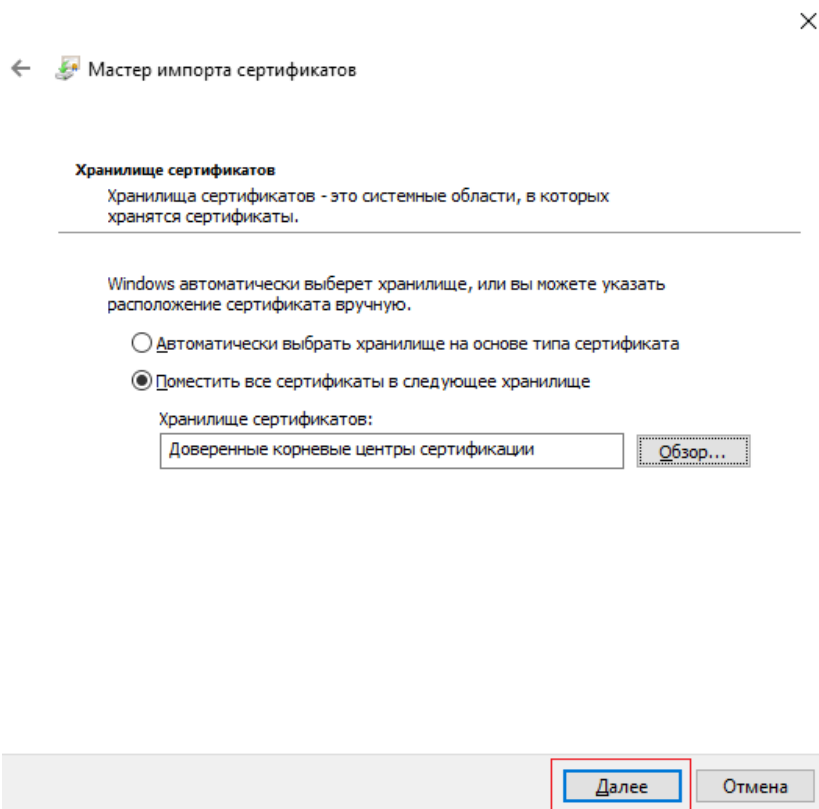 Мастер импорта сертификатов
Хранилище сертификатов
Хранилища сертификатов - это системные области, в которых
хранятся сертификаты.
Windows автоматически выберет хранилище, или вы можете указать
расположение сертификата вручную.
Автоматически выбрать хранилище на основе типа сертификата
Поместить все сертификаты в следующее хранилище
Хранилище сертификатов:
Доверенные корневые центры сертификации
Обзор...
Далее
Отмена